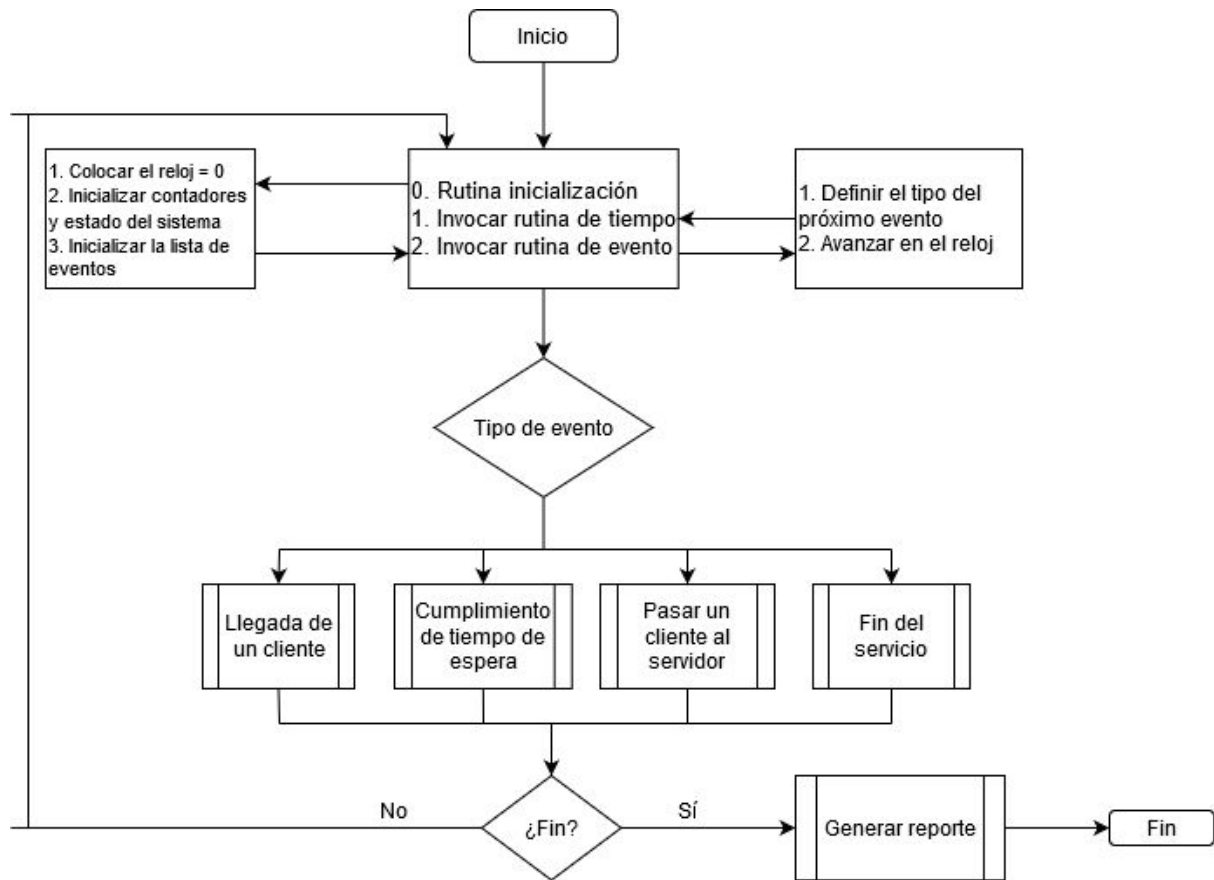 Inicio
1. Colocar el reloj = 0
2. Inicializar contadores
y estado del sistema
3. Inicializar la lista de
eventos
0. Rutina inicialización
1. Invocar rutina de tiempo
2. Invocar rutina de evento
1. Definir el tipo del
próximo evento
2. Avanzar en el reloj
Tipo de evento
Llegada de
un cliente
Cumplimiento
de tiempo de
espera
Pasar un
cliente al
servidor
Fin del
servicio
No
¿Fin?
Sí
Generar reporte
Fin